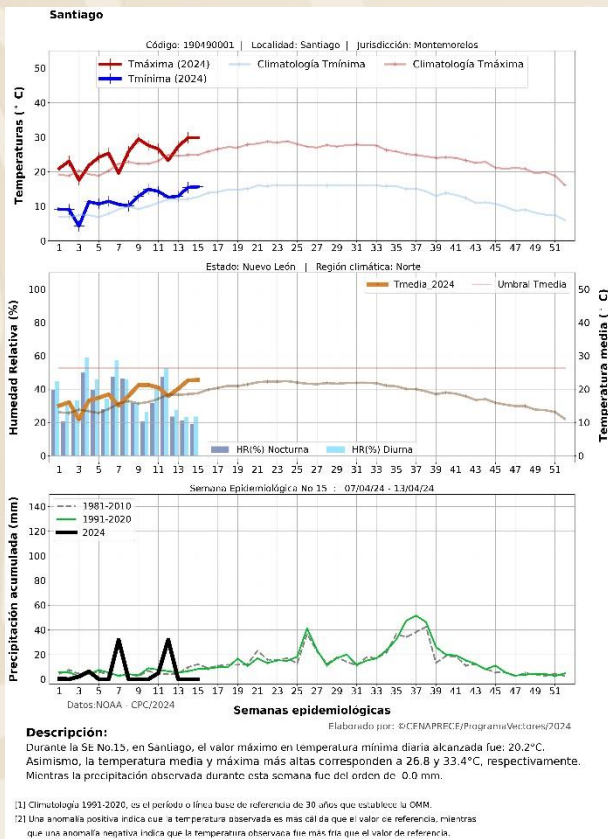 Santiago
Código: 190490001 | Localidad: Santiago | Jurisdicción: Montemorelos
Tmáxima (2024)
Climatología Tmínima
Climatología Tmáxima
Tmínima (2024)
Temperaturas (°C)
50
40
30
20
10
0
1 3 5 7 9 11 13 15 17 19 21 23 25 27 29 31 33 35 37 39 41 43 45 47 49 51
Estado: Nuevo León | Región climática: Norte
Tmedia_2024
Umbral Tmedia
Humedad Relativa (%)
100
80
60
40
20
0
Temperatura media (°C)
50
40
30
20
10
0
HR(%) Nocturna
HR(%) Diurna
1 3 5 7 9 11 13 15 17 19 21 23 25 27 29 31 33 35 37 39 41 43 45 47 49 51
Semana Epidemiológica No 15 : 07/04/24 - 13/04/24
1981-2010
1991-2020
2024
Precipitación acumulada (mm)
140
120
100
80
60
40
20
0
1 3 5 7 9 11 13 15 17 19 21 23 25 27 29 31 33 35 37 39 41 43 45 47 49 51
Datos:NOAA - CPC/2024
Semanas epidemiológicas
Elaborado por: ©CENAPRECE/ProgramaVectores/2024
Descripción:
Durante la SE No.15, en Santiago, el valor máximo en temperatura mínima diaria alcanzada fue: 20.2°C.
Asimismo, la temperatura media y máxima más altas corresponden a 26.8 y 33.4°C, respectivamente.
Mientras la precipitación observada durante esta semana fue del orden de 0.0 mm.
[1] Climatología 1991-2020, es el período o línea base de referencia de 30 años que establece la OMM.
[2] Una anomalía positiva indica que la temperatura observada es mas cálida que el valor de referencia, mientras
que una anomalía negativa indica que la temperatura observada fue más fría que el valor de referencia.